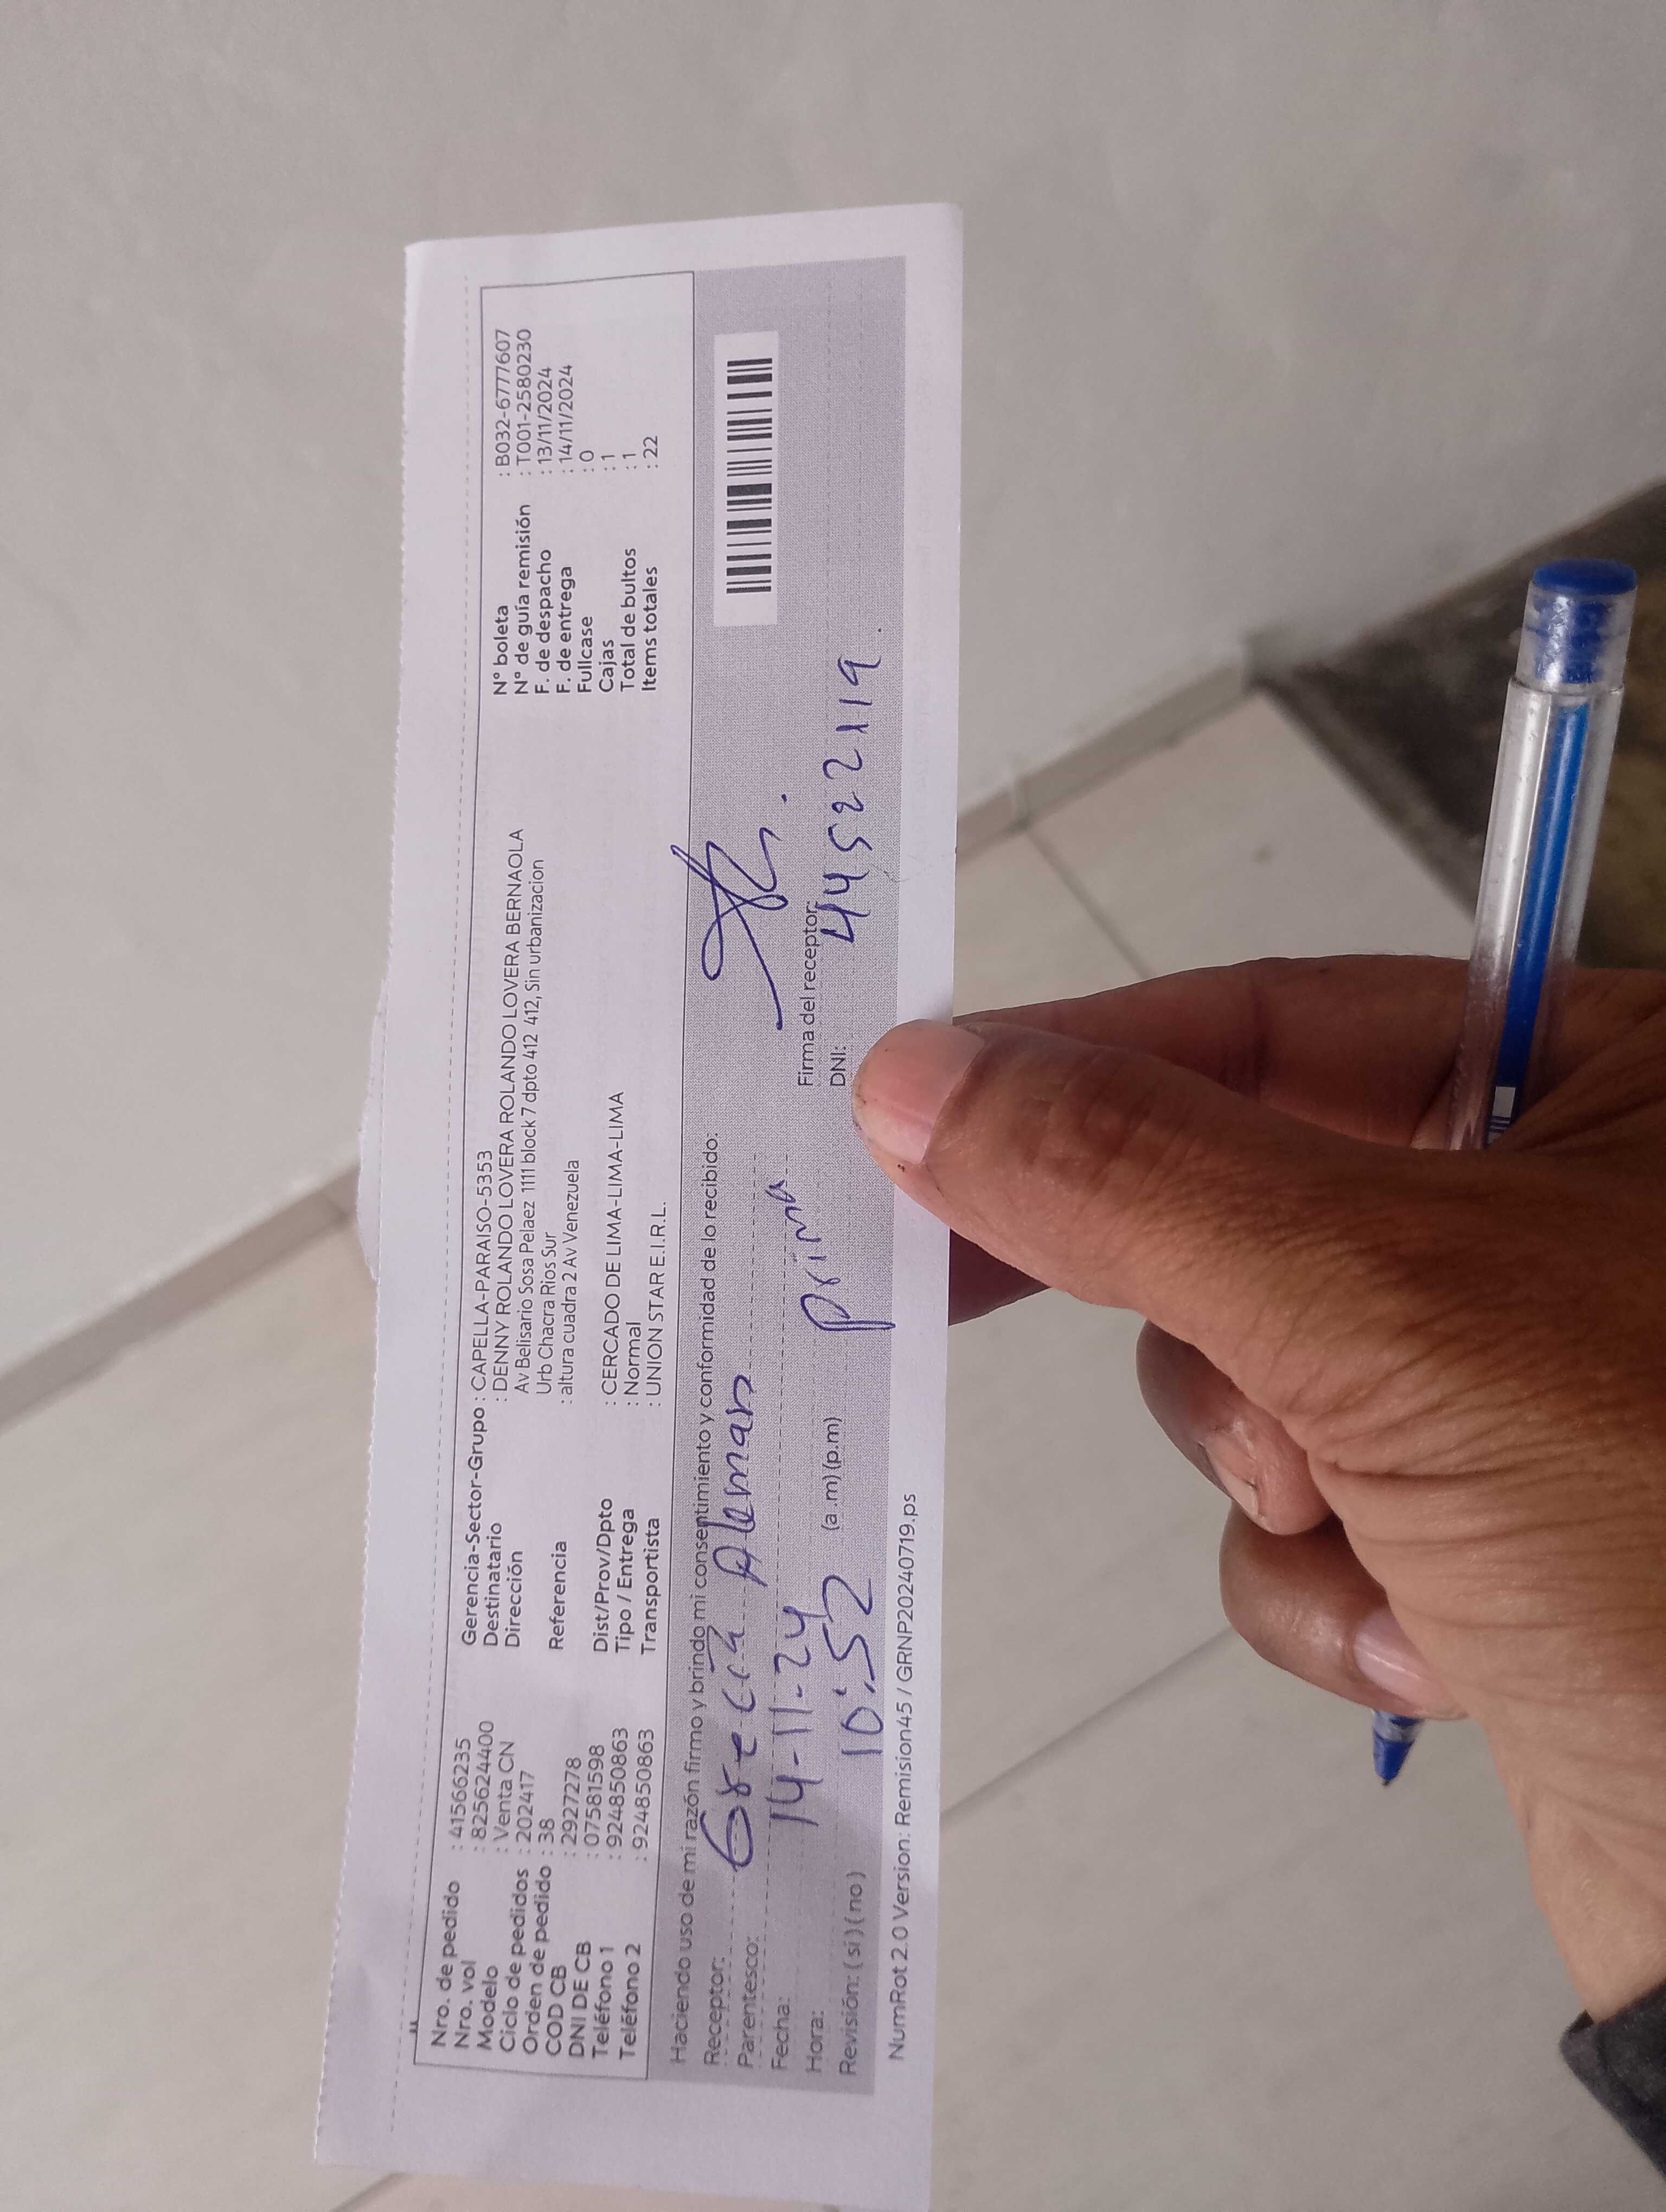 Nro. de pedido : 41566235
Nro. vol : 825624400
Modelo : Venta CN
Ciclo de pedidos : 202417
Orden de pedido : 38
COD CB : 2927278
DNI DE CB : 07581598
Teléfono 1 : 924850863
Teléfono 2 : 924850863
Gerencia-Sector-Grupo : CAPELLA-PARAISO-5353
Destinatario : DENNY ROLANDO LOVERA ROLANDO LOVERA BERNAOLA
Dirección Av Belisario Sosa Pelaez 1111 block 7 dpto 412 412, Sin urbanizacion
Urb Chacra Rios Sur
Referencia : altura cuadra 2 Av Venezuela
Dist/Prov/Dpto : CERCADO DE LIMA-LIMA-LIMA
Tipo / Entrega : Normal
Transportista : UNION STAR E.I.R.L.
N° boleta : B032-6777607
N° de guía remisión : T001-2580230
F. de despacho : 13/11/2024
F. de entrega : 14/11/2024
Fullcase : 0
Cajas : 1
Total de bultos : 1
Items totales : 22
Haciendo uso de mi razón firmo y brindo mi consentimiento y conformidad de lo recibido:
Receptor: Grecia Aleman
Parentesco: prima
Fecha: 14-11-24
Hora: 10:52 (a.m) (p.m)
Revisión: ( si ) ( no )
Firma del receptor:
DNI: 44522119.
NumRot 2.0 Version: Remision45 / GRNP20240719.ps